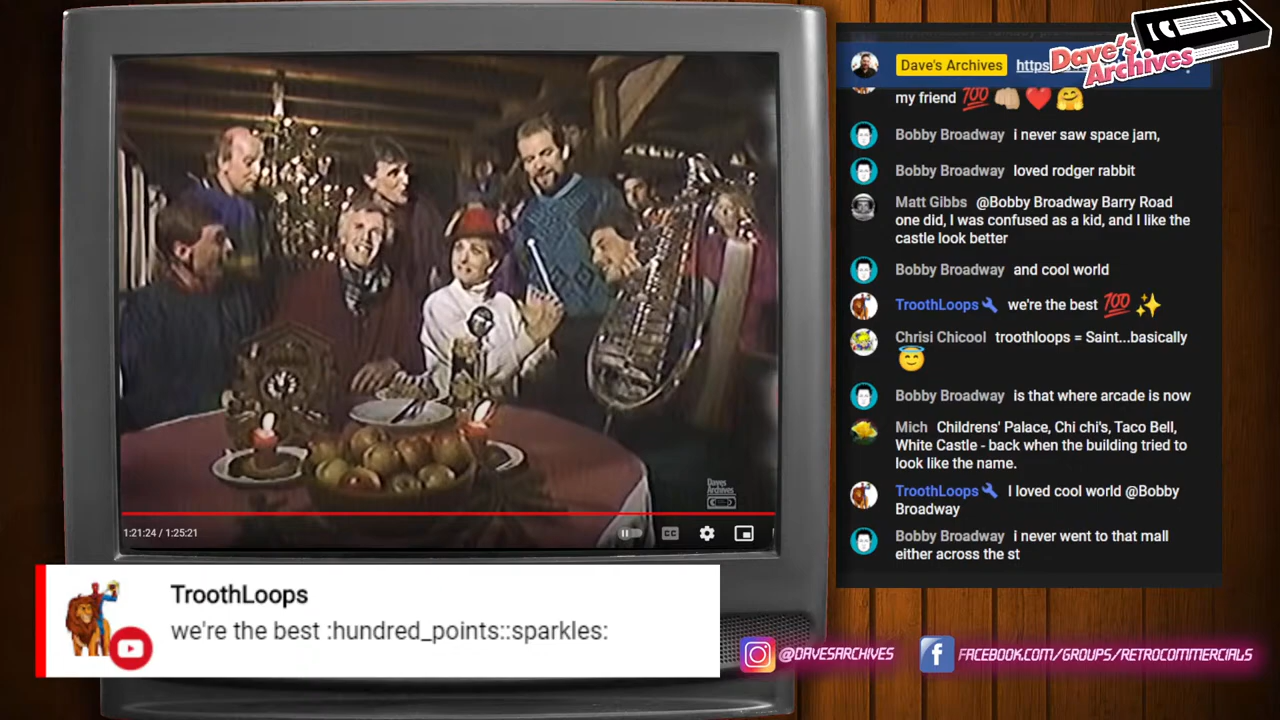 Daves
Archives
1:21:24 / 1:25:21
CC
TroothLoops
we're the best :hundred_points::sparkles:
Dave's
Archives
Dave's Archives https
my friend 💯 👊🏼 ❤️ 🤗
Bobby Broadway i never saw space jam,
Bobby Broadway loved rodger rabbit
Matt Gibbs @Bobby Broadway Barry Road
one did, I was confused as a kid, and I like the
castle look better
Bobby Broadway and cool world
TroothLoops we're the best 💯 ✨
Chrisi Chicool troothloops = Saint...basically
😇
Bobby Broadway is that where arcade is now
Mich Childrens' Palace, Chi chi's, Taco Bell,
White Castle - back when the building tried to
look like the name.
TroothLoops I loved cool world @Bobby
Broadway
Bobby Broadway i never went to that mall
either across the st
@DAVESARCHIVES
FACEBOOK.COM/GROUPS/RETROCOMMERCIALS